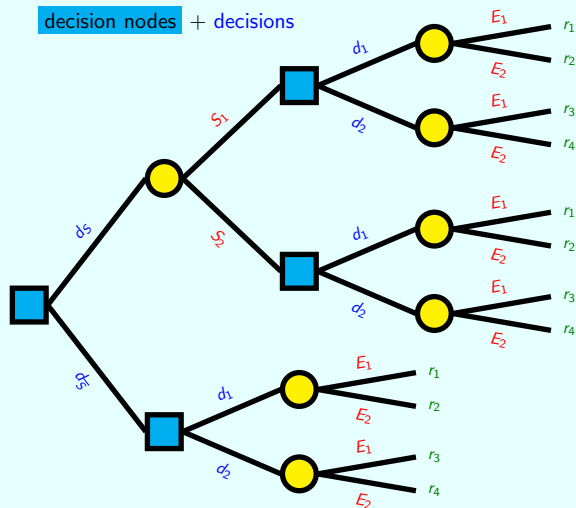 decision nodes + decisions
E₁ r₁
d₁
E₂ r₂
S₁
E₁ r₃
d₂
E₂ r₄
dₛ
E₁ r₁
S₂ d₁
E₂ r₂
E₁ r₃
d₂
E₂ r₄
d_S̅
E₁ r₁
d₁
E₂ r₂
E₁ r₃
d₂
E₂ r₄